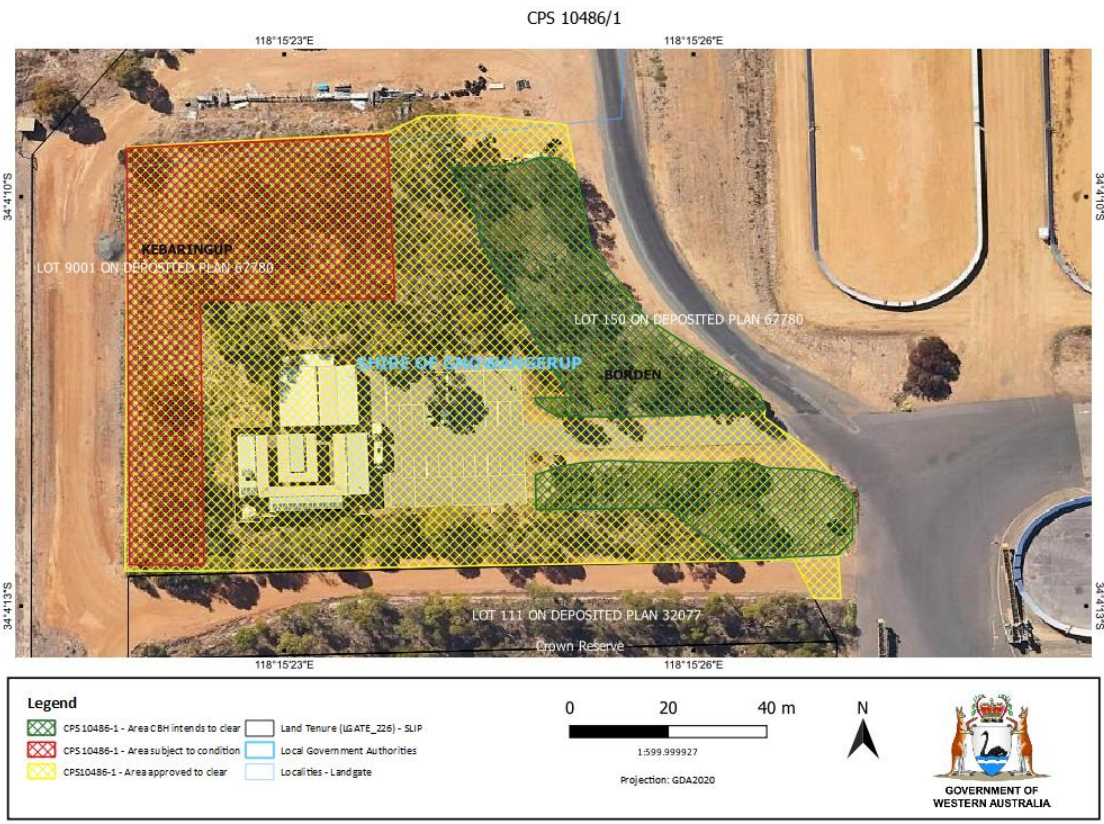 CPS 10486/1
118°15'23"E
118°15'26"E
34°4'10"S
34°4'10"S
KEBARINGUP
LOT 9001 ON DEPOSITED PLAN 67780
LOT 150 ON DEPOSITED PLAN 67780
SHIRE OF GNOWANGERUP
BORDEN
34°4'13"S
34°4'13"S
LOT 111 ON DEPOSITED PLAN 32077
Crown Reserve
118°15'23"E
118°15'26"E
Legend
CPS 10486-1 - Area CBH intends to clear
CPS 10486-1 - Area subject to condition
CPS10486-1 - Area approved to clear
Land Tenure (LGATE_226) - SLIP
Local Government Authorities
Localities - Landgate
0 20 40 m
1:599.999927
Projection: GDA2020
N
GOVERNMENT OF
WESTERN AUSTRALIA